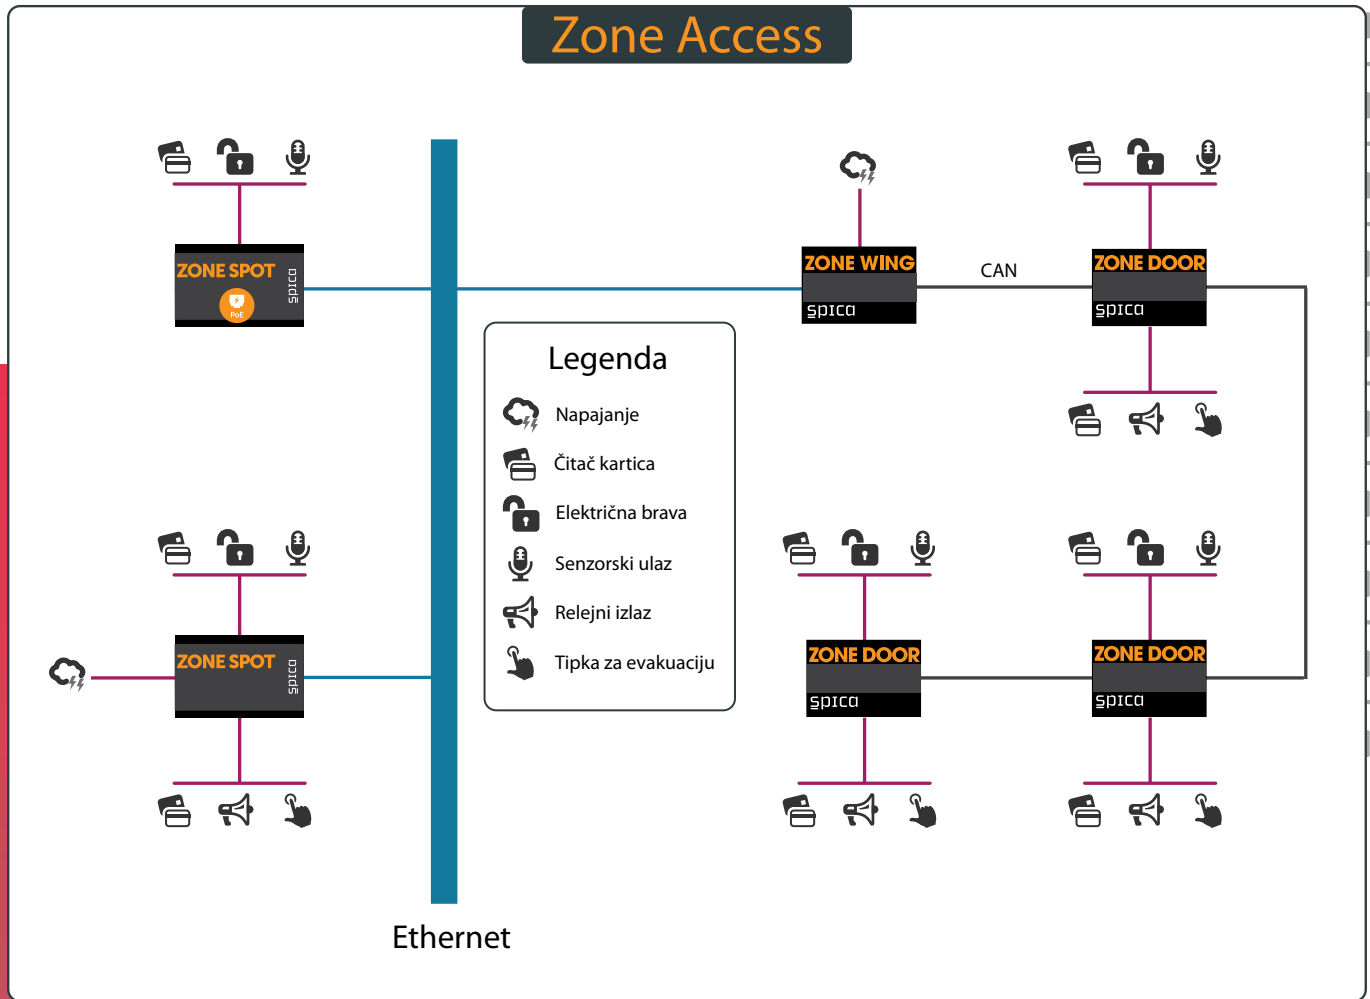 Zone Access
ZONE SPOT
PoE
spica
ZONE WING
spica
CAN
ZONE DOOR
spica
Legenda
Napajanje
Čitač kartica
Električna brava
Senzorski ulaz
Relejni izlaz
Tipka za evakuaciju
ZONE SPOT
spica
ZONE DOOR
spica
ZONE DOOR
spica
Ethernet